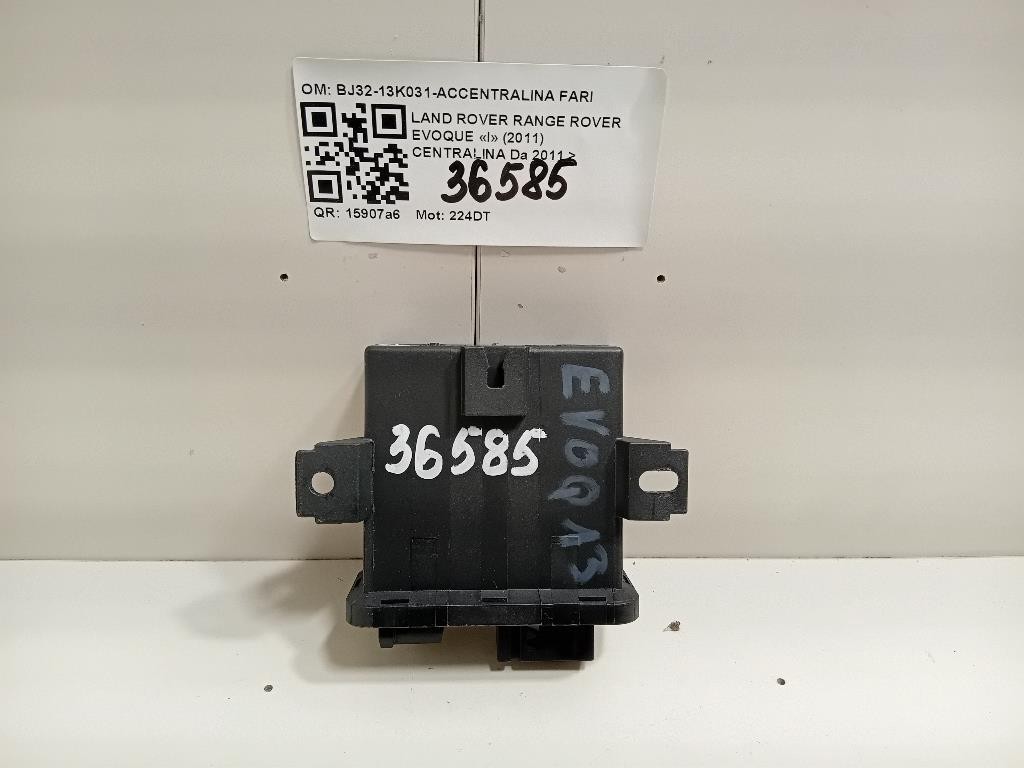 OM: BJ32-13K031-ACCENTRALINA FARI
LAND ROVER RANGE ROVER
EVOQUE «I» (2011)
CENTRALINA Da 2011 >
36585
QR: 15907a6 Mot: 224DT
36585
EVOQ13